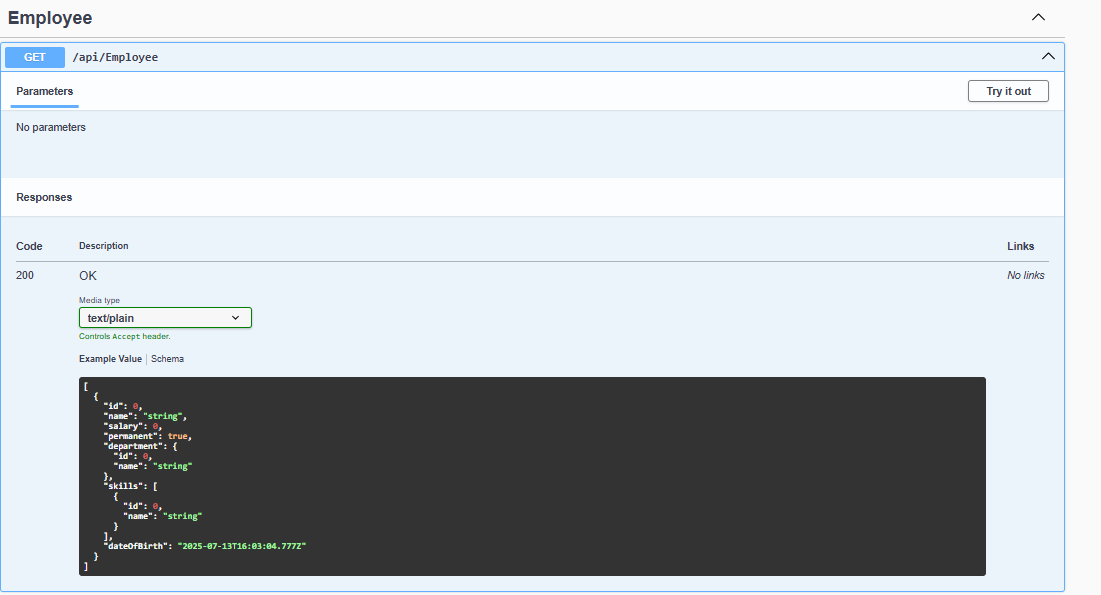 Employee
GET /api/Employee
Parameters
Try it out
No parameters
Responses
Code Description Links
200 OK No links
Media type
text/plain
Controls Accept header.
Example Value | Schema
[
  {
    "id": 0,
    "name": "string",
    "salary": 0,
    "permanent": true,
    "department": {
      "id": 0,
      "name": "string"
    },
    "skills": [
      {
        "id": 0,
        "name": "string"
      }
    ],
    "dateOfBirth": "2025-07-13T16:03:04.777Z"
  }
]